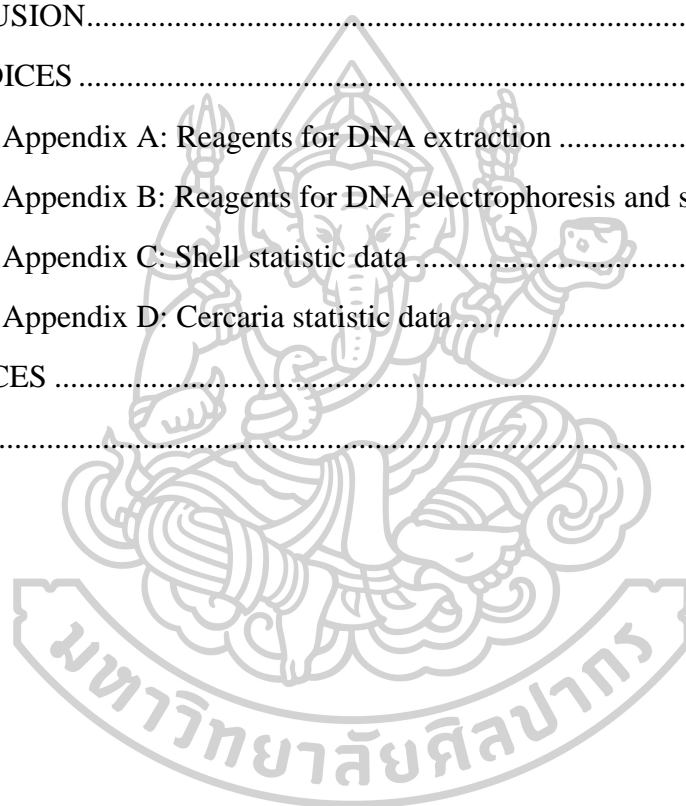 USION...............................................................
DICES ...............................................................
Appendix A: Reagents for DNA extraction .................
Appendix B: Reagents for DNA electrophoresis and s
Appendix C: Shell statistic data ....................................
Appendix D: Cercaria statistic data..............................
CES ..................................................................
........................................................................
มหาวิทยาลัยศิลปากร